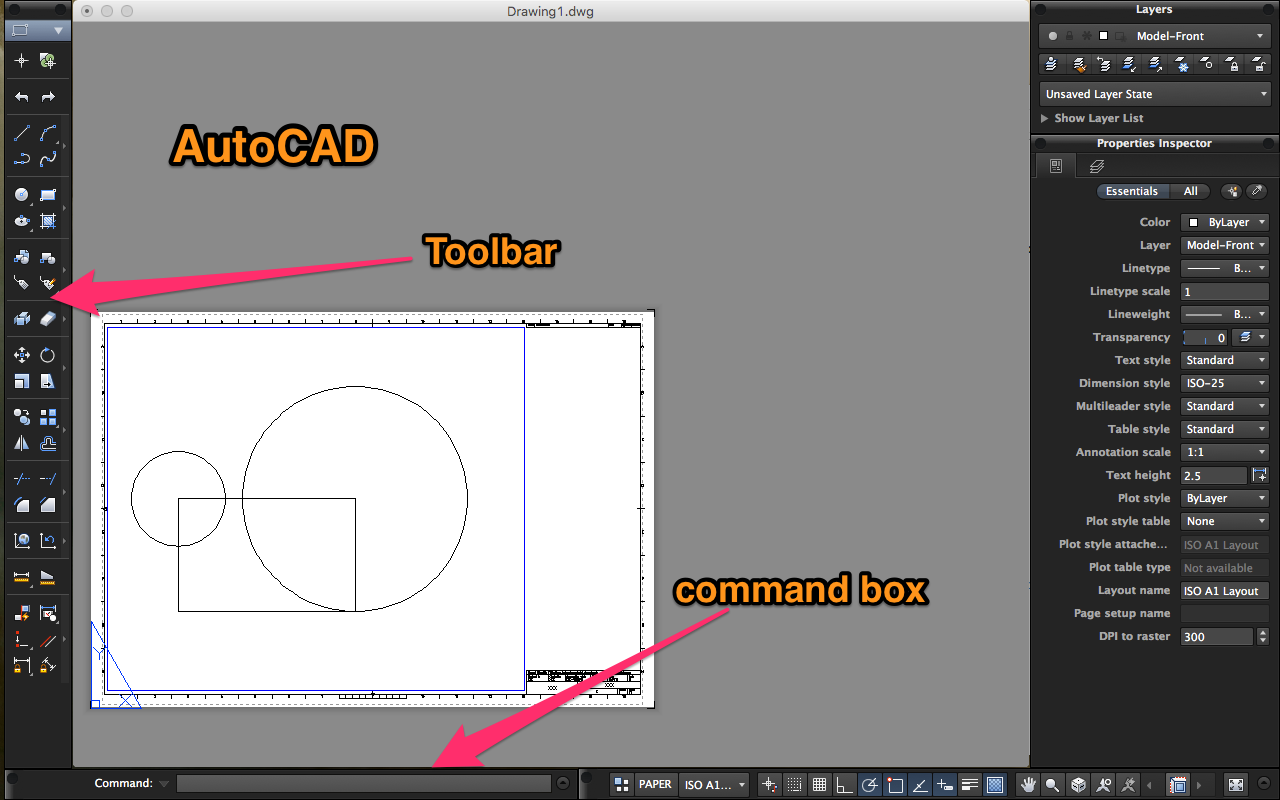 Drawing1.dwg
AutoCAD
Toolbar
command box
XXX
XXX
Command:
PAPER
ISO A1...
Layers
Model-Front
Unsaved Layer State
Show Layer List
Properties Inspector
Essentials All
Color ByLayer
Layer Model-Front
Linetype B...
Linetype scale 1
Lineweight B...
Transparency 0
Text style Standard
Dimension style ISO-25
Multileader style Standard
Table style Standard
Annotation scale 1:1
Text height 2.5
Plot style ByLayer
Plot style table None
Plot style attache... ISO A1 Layout
Plot table type Not available
Layout name ISO A1 Layout
Page setup name
DPI to raster 300